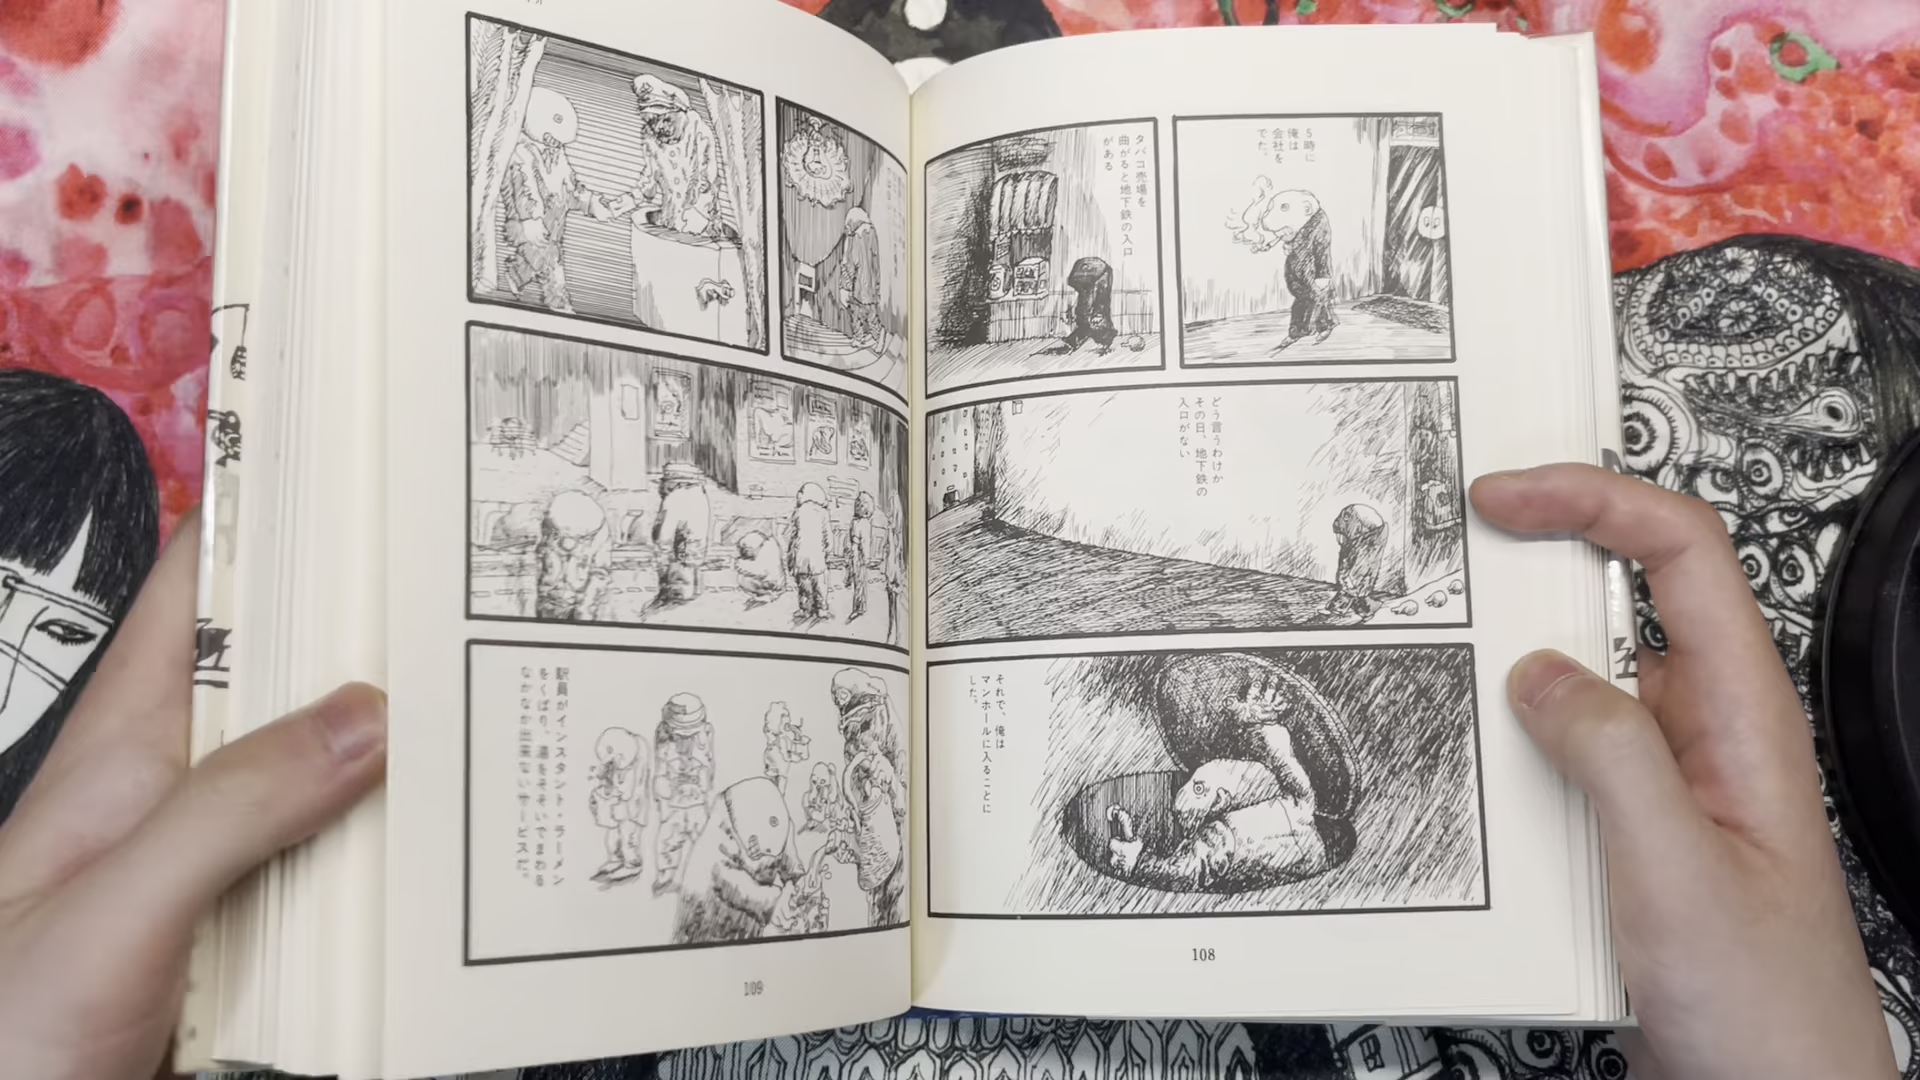 5時に
俺は
会社を
でた。
タバコ売場を
曲がると地下鉄の入口
がある
どう言うわけか
その日、地下鉄の
入口がない
それで、俺は
マンホールに入ることに
した。
108
駅員がインスタント・ラーメン
をくばり、湯をそそいでまわる
なかなか出来ないサービスだ。
109